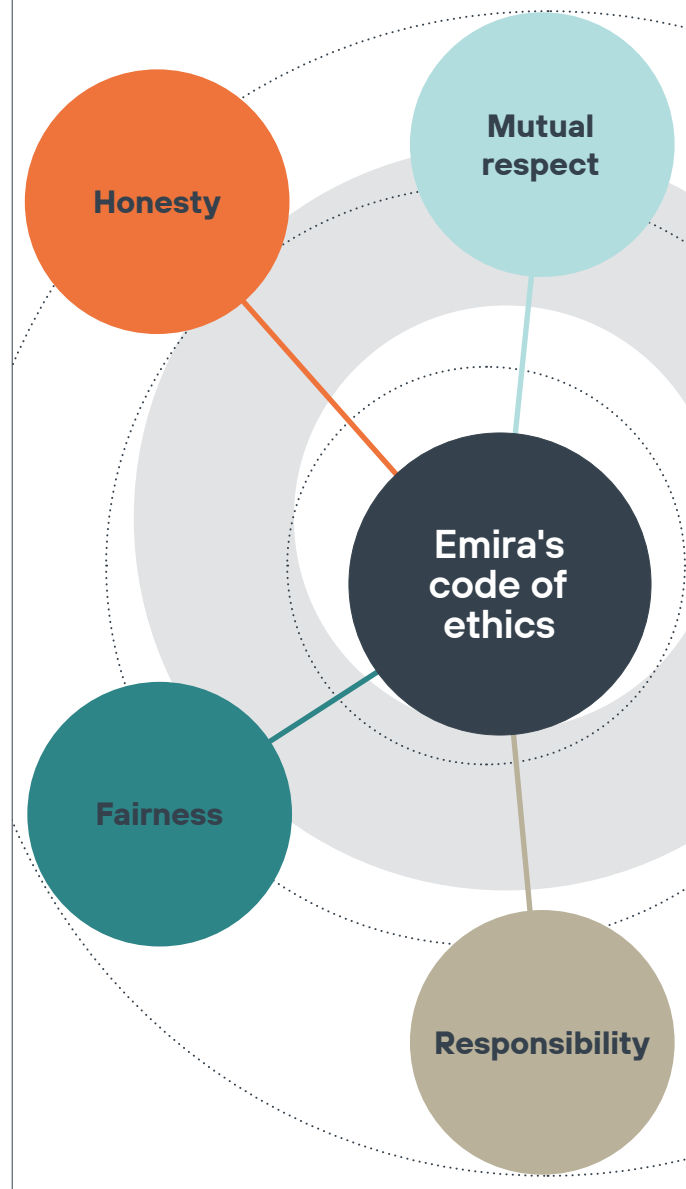 Mutual
respect
Honesty
Emira's
code of
ethics
Fairness
Responsibility